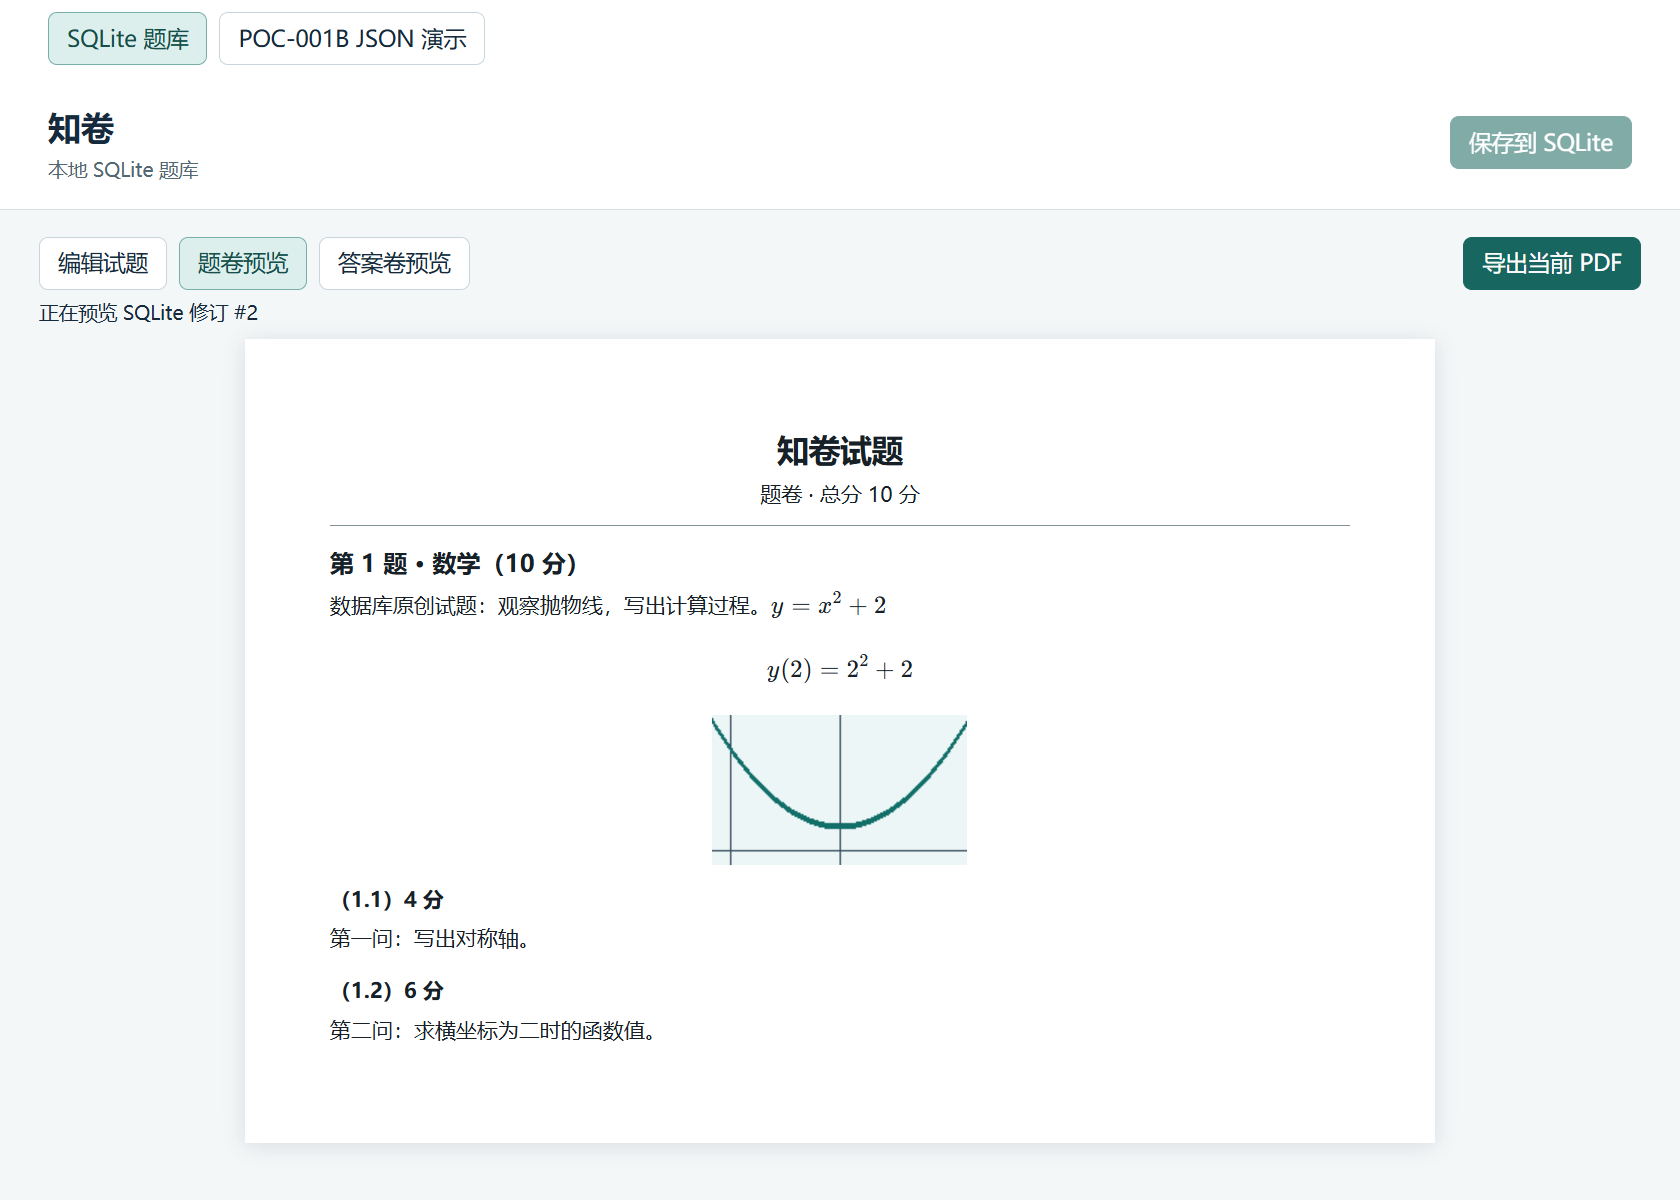 SQLite 题库 POC-001B JSON 演示
知卷
本地 SQLite 题库
保存到 SQLite
编辑试题 题卷预览 答案卷预览 导出当前 PDF
正在预览 SQLite 修订 #2
知卷试题
题卷 · 总分 10 分
第 1 题 · 数学（10 分）
数据库原创试题：观察抛物线，写出计算过程。y = x² + 2
y(2) = 2² + 2
（1.1）4 分
第一问：写出对称轴。
（1.2）6 分
第二问：求横坐标为二时的函数值。